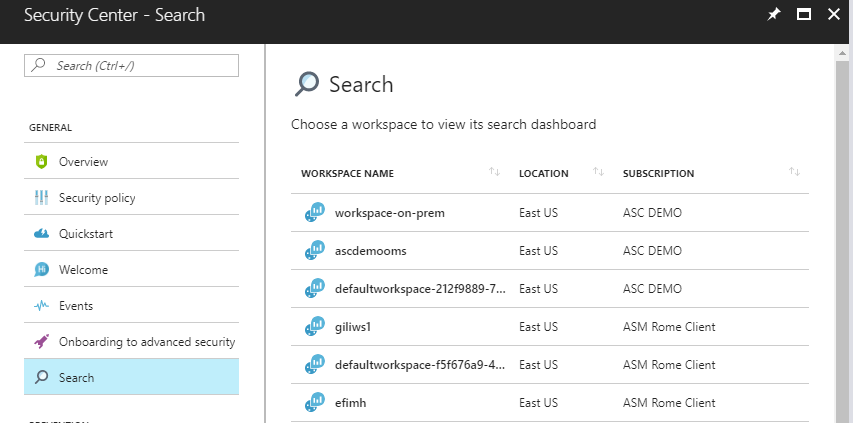 Security Center - Search
Search (Ctrl+/)
GENERAL
Overview
Security policy
Quickstart
Hi
Welcome
Events
Onboarding to advanced security
Search
PREVENTION
Search
Choose a workspace to view its search dashboard
WORKSPACE NAME LOCATION SUBSCRIPTION
workspace-on-prem East US ASC DEMO
ascdemooms East US ASC DEMO
defaultworkspace-212f9889-7... East US ASC DEMO
giliws1 East US ASM Rome Client
defaultworkspace-f5f676a9-4... East US ASM Rome Client
efimh East US ASM Rome Client